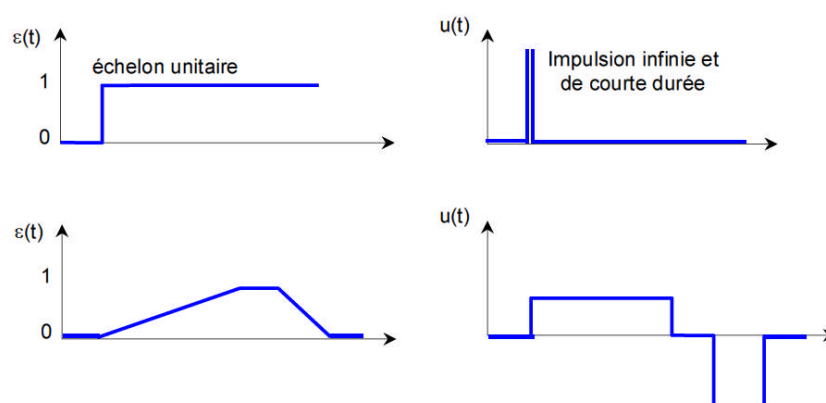 ε(t)
échelon unitaire
1
0
u(t)
Impulsion infinie et
de courte durée
ε(t)
1
0
u(t)